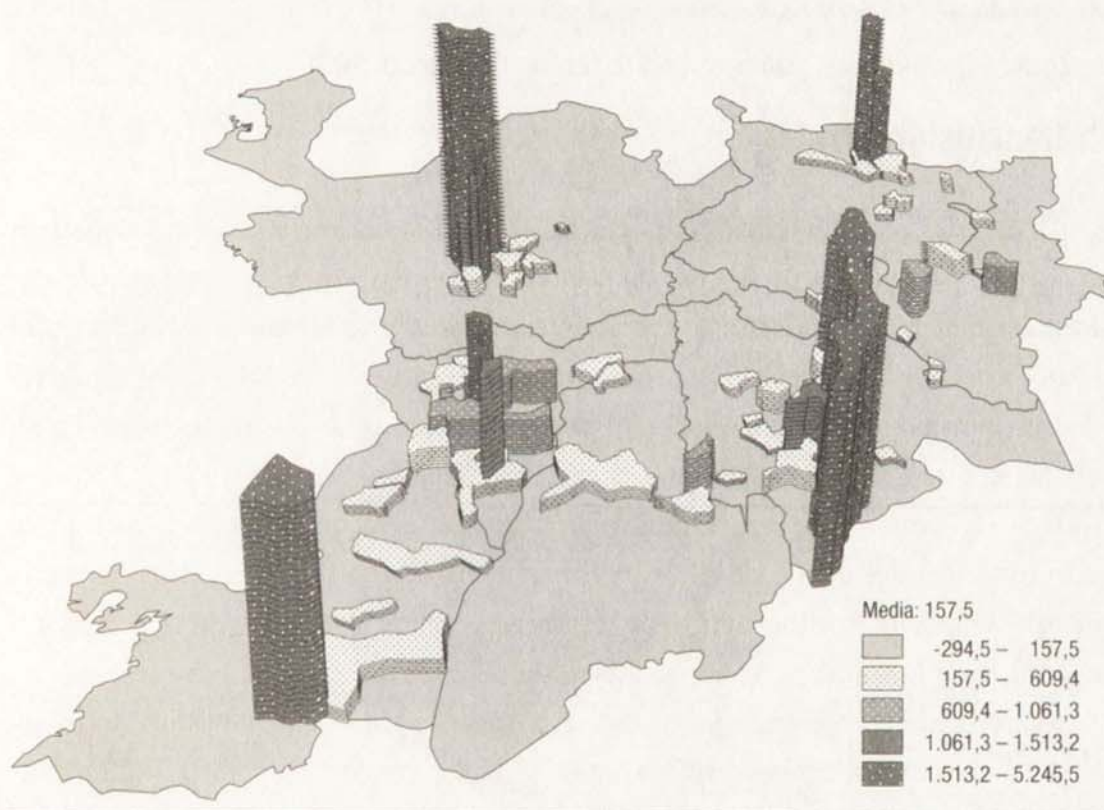 Media: 157,5
-294,5 – 157,5
157,5 – 609,4
609,4 – 1.061,3
1.061,3 – 1.513,2
1.513,2 – 5.245,5